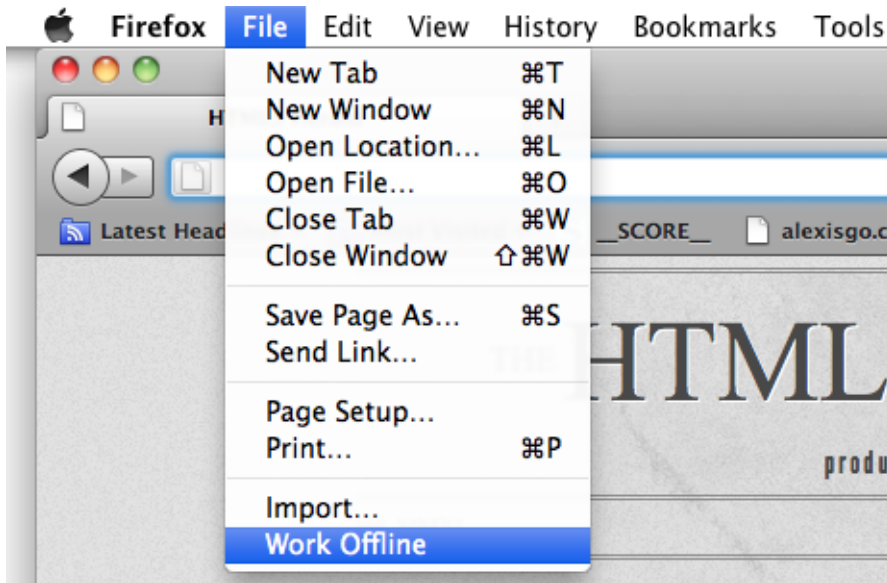 Firefox File Edit View History Bookmarks Tools
New Tab ⌘T
New Window ⌘N
Open Location... ⌘L
Open File... ⌘O
Close Tab ⌘W
Close Window ⇧⌘W
Save Page As... ⌘S
Send Link...
Page Setup...
Print... ⌘P
Import...
Work Offline
H
Latest Head
__SCORE__
alexisgo.c
THE HTML
produ